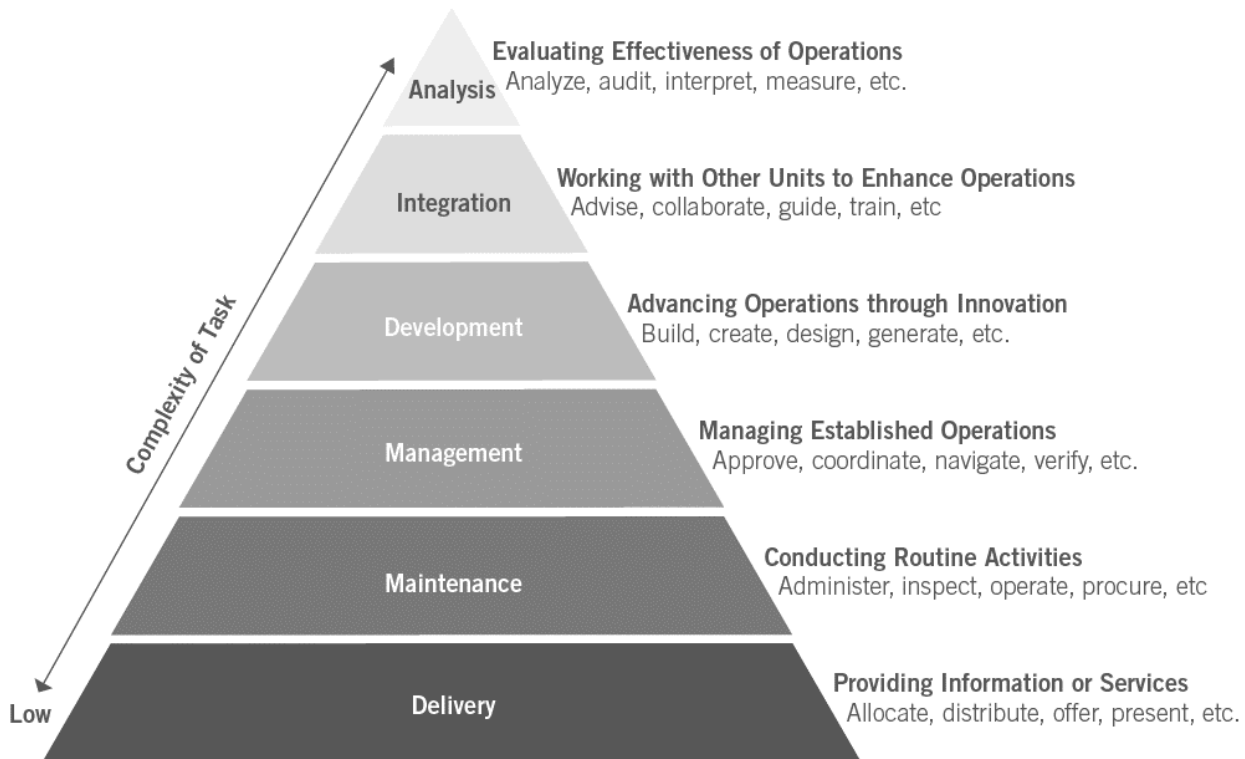 Evaluating Effectiveness of Operations
Analyze, audit, interpret, measure, etc.
Analysis
Working with Other Units to Enhance Operations
Advise, collaborate, guide, train, etc
Integration
Advancing Operations through Innovation
Build, create, design, generate, etc.
Development
Complexity of Task
Managing Established Operations
Approve, coordinate, navigate, verify, etc.
Management
Conducting Routine Activities
Administer, inspect, operate, procure, etc
Maintenance
Providing Information or Services
Allocate, distribute, offer, present, etc.
Delivery
Low